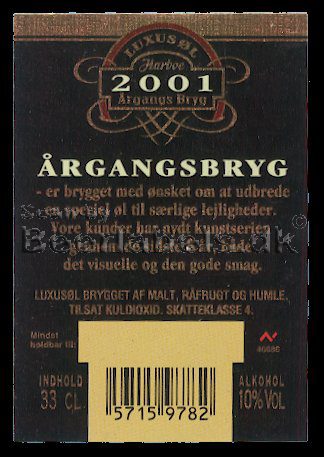 LUXUSØL
Harboe
2001
Årgangs Bryg
ÅRGANGSBRYG
- er brygget med ønsket om at udbrede
en speciel øl til særlige lejligheder.
Vore kunder har nydt kunstserien
det visuelle og den gode smag.
LUXUSØL BRYGGET AF MALT, RÅFRUGT OG HUMLE,
TILSAT KULDIOXID. SKATTEKLASSE 4.
Mindst
holdbar til:
INDHOLD
33 CL
ALKOHOL
10% VOL
5715 9782